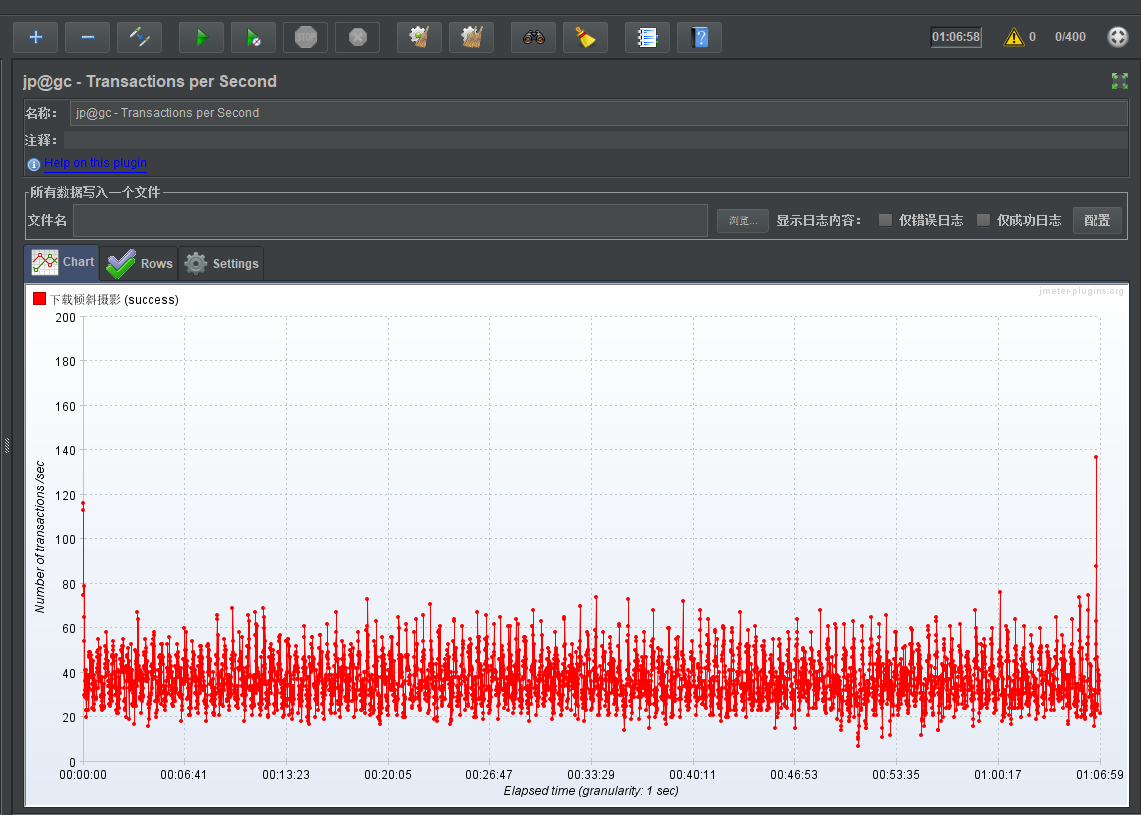 STOP
01:06:58
0
0/400
?
jp@gc - Transactions per Second
名称：
jp@gc - Transactions per Second
注释：
Help on this plugin
所有数据写入一个文件
文件名
浏览...
显示日志内容：
仅错误日志
仅成功日志
配置
Chart
Rows
Settings
jmeter-plugins.org
下载倾斜摄影 (success)
200
180
160
140
120
100
80
60
40
20
0
Number of transactions /sec
00:00:00
00:06:41
00:13:23
00:20:05
00:26:47
00:33:29
00:40:11
00:46:53
00:53:35
01:00:17
01:06:59
Elapsed time (granularity: 1 sec)